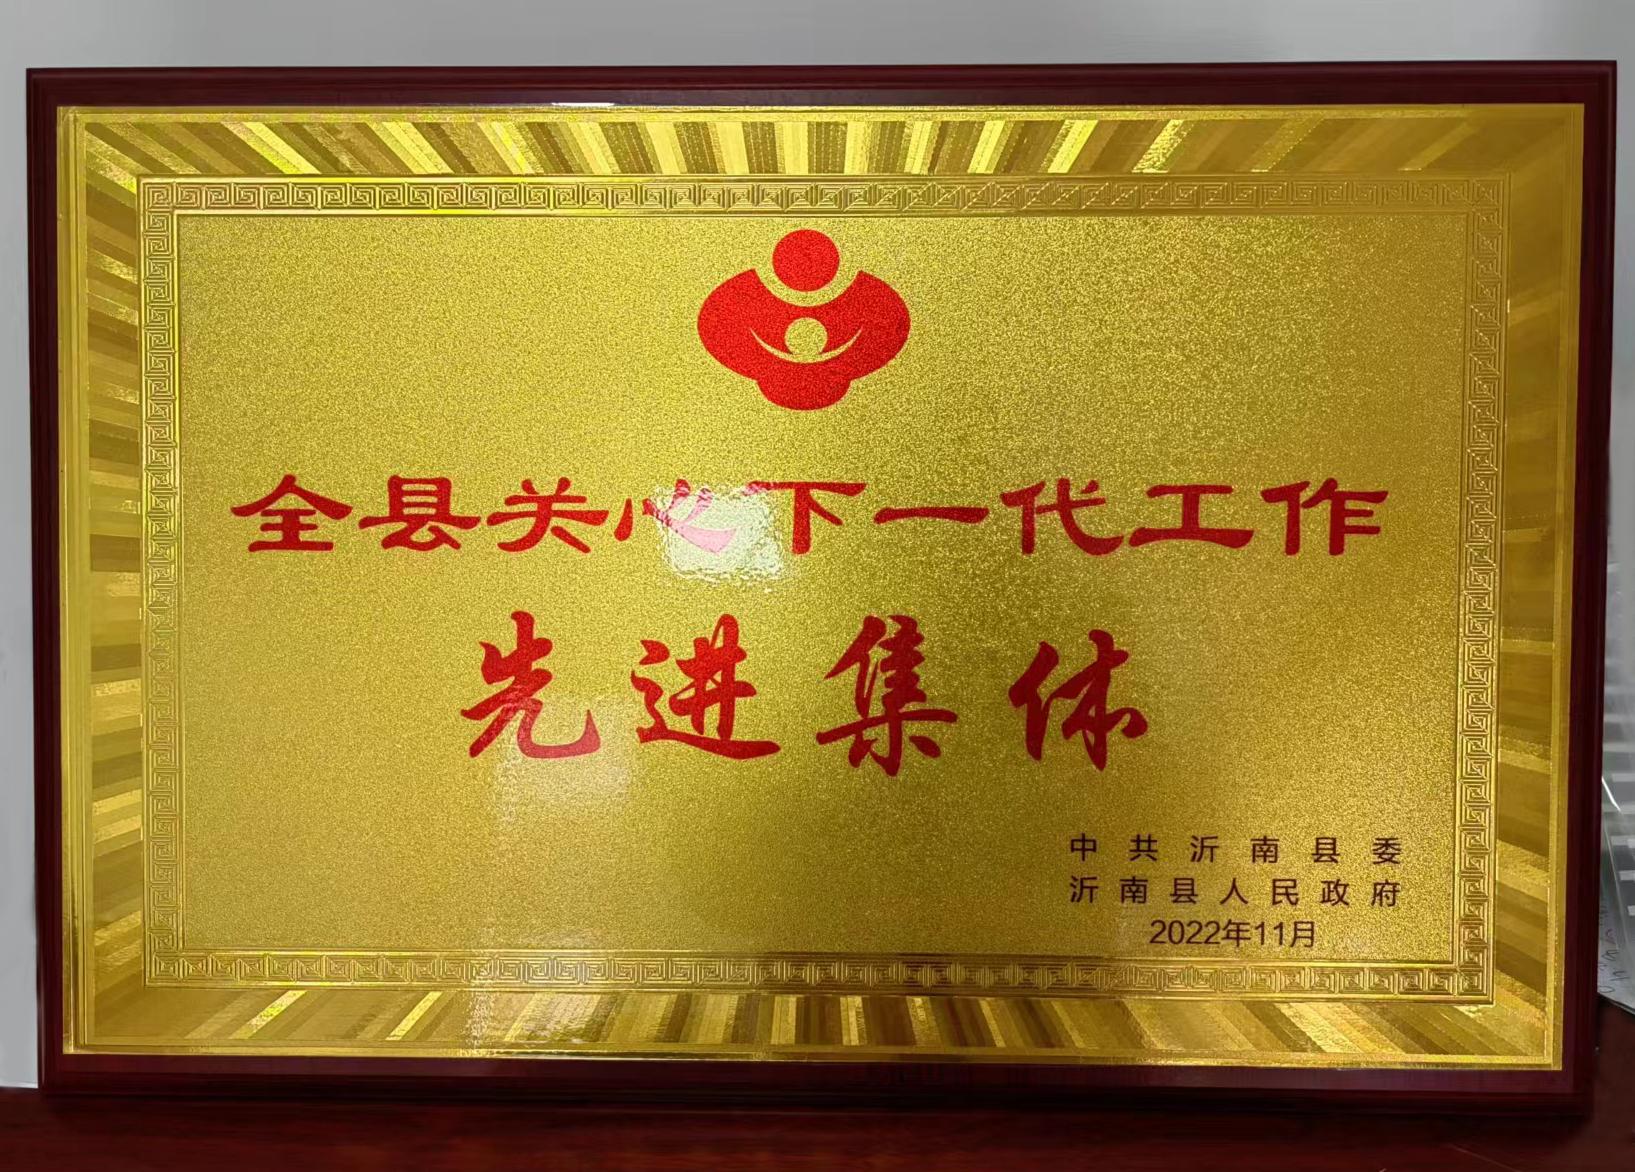 全县关心下一代工作
先进集体
中共沂南县委
沂南县人民政府
2022年11月